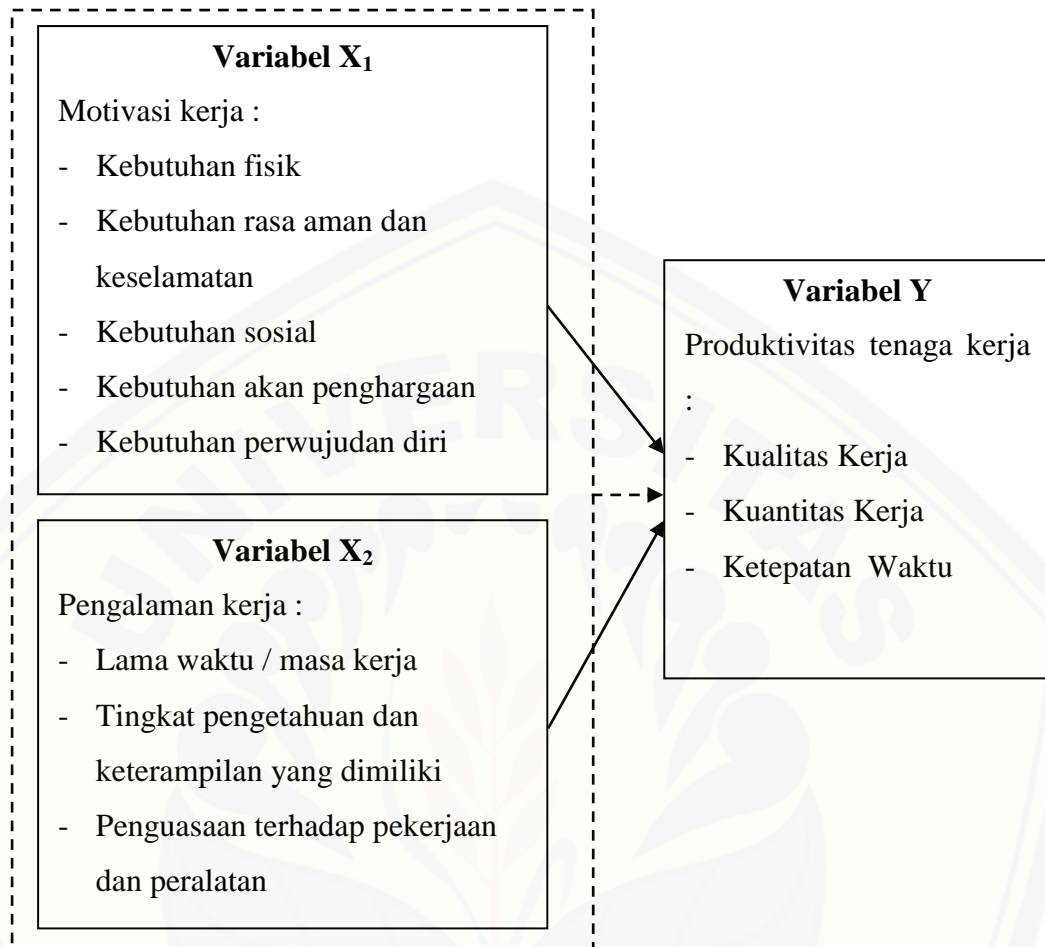 Variabel X₁
Motivasi kerja :
- Kebutuhan fisik
- Kebutuhan rasa aman dan
keselamatan
- Kebutuhan sosial
- Kebutuhan akan penghargaan
- Kebutuhan perwujudan diri
Variabel X₂
Pengalaman kerja :
- Lama waktu / masa kerja
- Tingkat pengetahuan dan
keterampilan yang dimiliki
- Penguasaan terhadap pekerjaan
dan peralatan
Variabel Y
Produktivitas tenaga kerja
:
- Kualitas Kerja
- Kuantitas Kerja
- Ketepatan Waktu
UNIVERSITAS